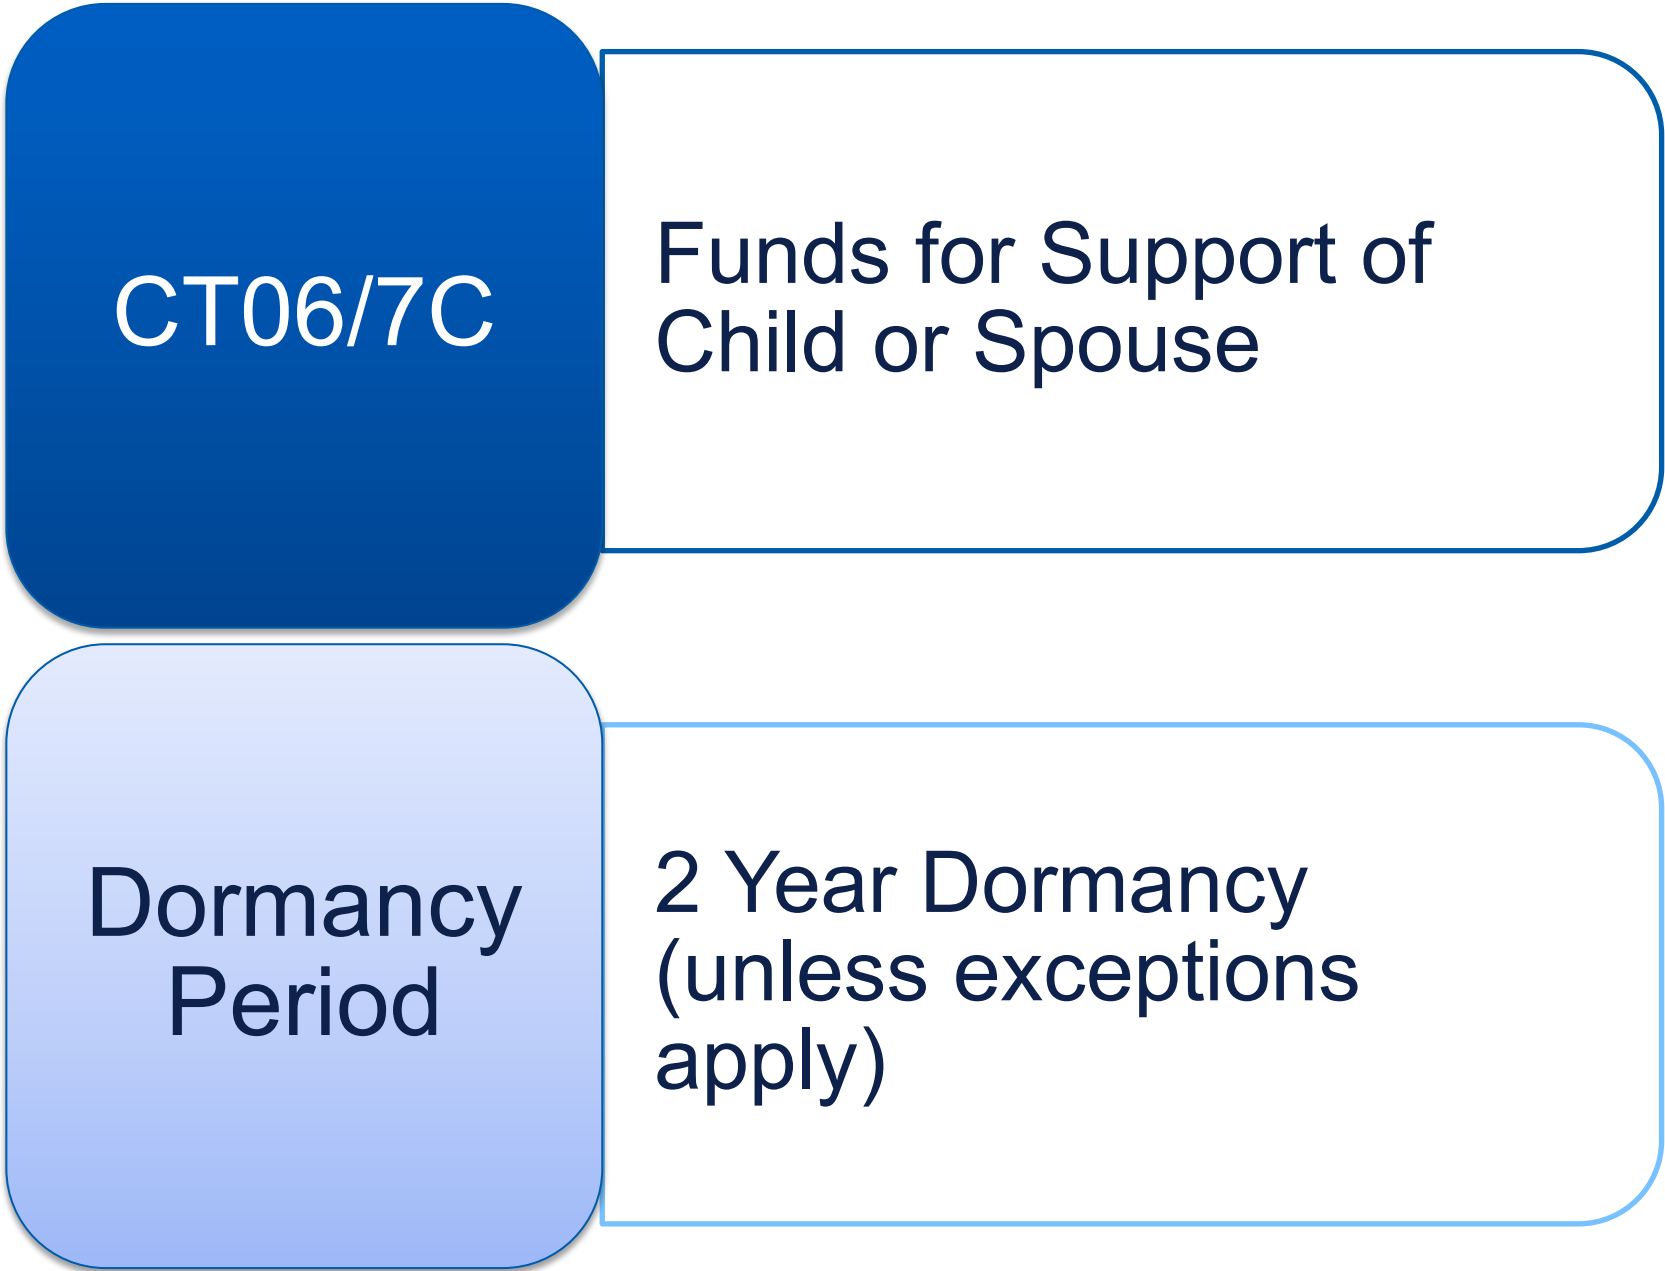 CT06/7C
Funds for Support of
Child or Spouse
Dormancy
Period
2 Year Dormancy
(unless exceptions
apply)